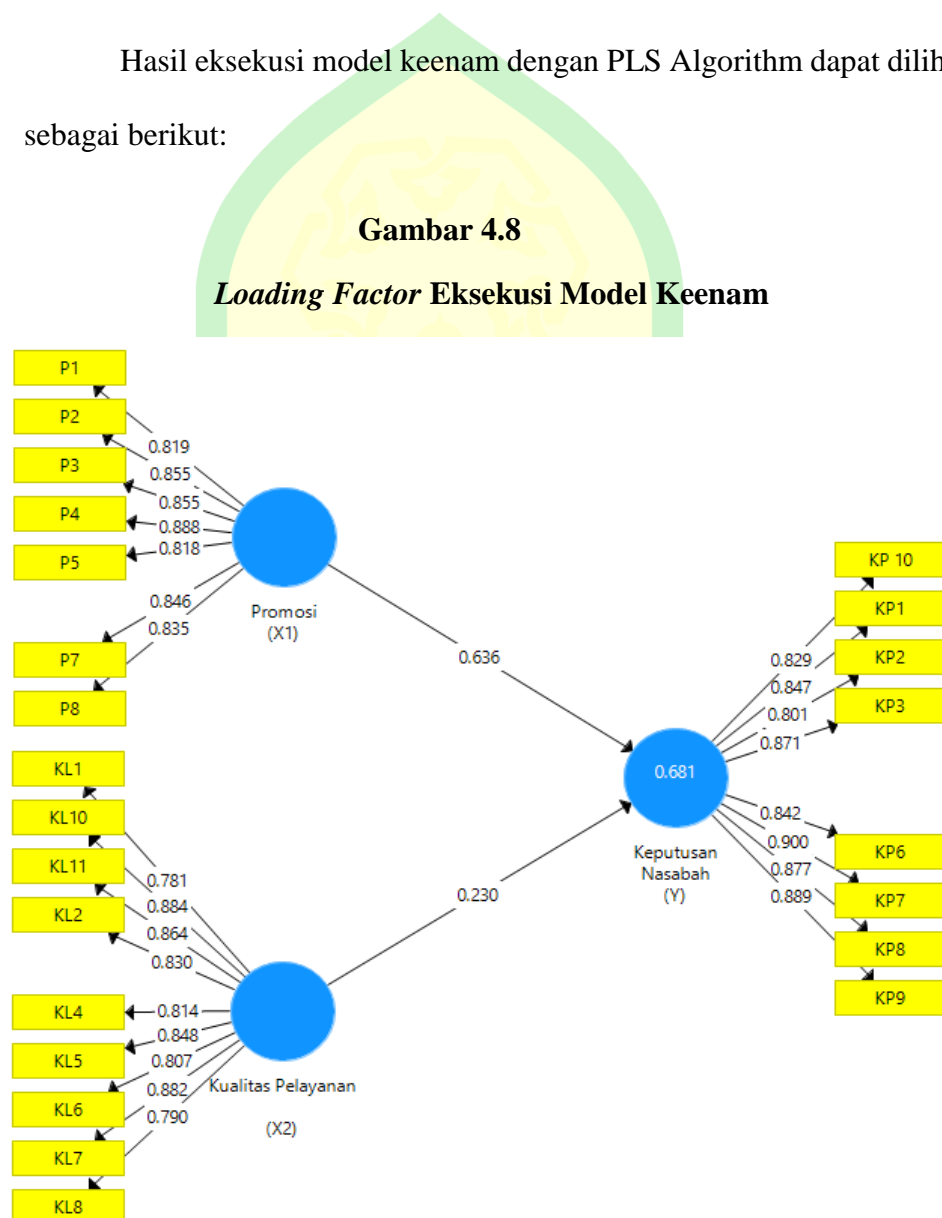 Hasil eksekusi model keenam dengan PLS Algorithm dapat dilih
sebagai berikut:
Gambar 4.8
Loading Factor Eksekusi Model Keenam
P1
P2
P3
P4
P5
P7
P8
0.819
0.855
0.855
0.888
0.818
0.846
0.835
Promosi
(X1)
0.636
KL1
KL10
KL11
KL2
KL4
KL5
KL6
KL7
KL8
0.781
0.884
0.864
0.830
0.814
0.848
0.807
0.882
0.790
Kualitas Pelayanan
(X2)
0.230
0.681
Keputusan
Nasabah
(Y)
0.829
0.847
0.801
0.871
0.842
0.900
0.877
0.889
KP 10
KP1
KP2
KP3
KP6
KP7
KP8
KP9